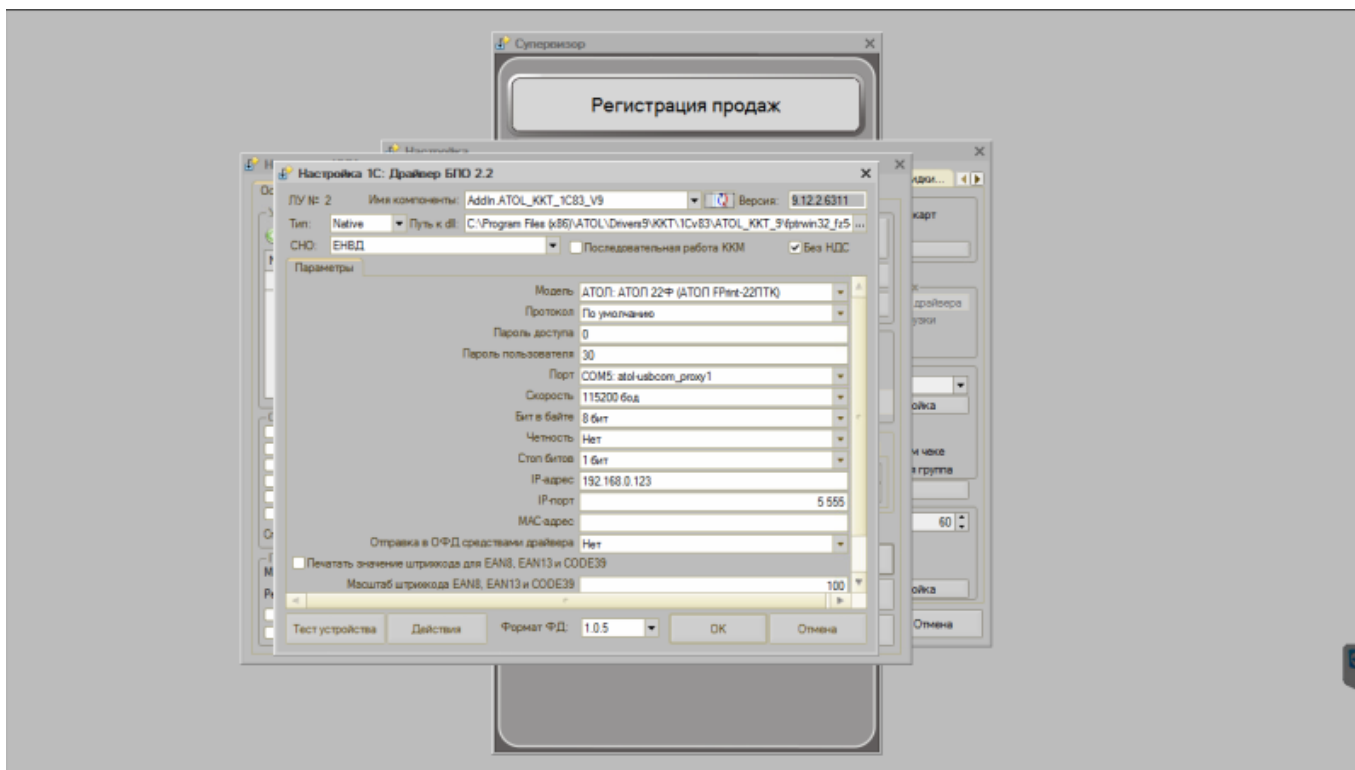 Супервизор
Регистрация продаж
Настройка
Настройка 1С: Драйвер БПО 2.2
ЛУ №: 2 Имя компоненты: AddIn.ATOL_KKT_1C83_V9 Версия: 9.12.2.6311
Тип: Native Путь к dll: C:\Program Files (x86)\ATOL\Drivers9\KKT\1Cv83\ATOL_KKT_9\fptrwin32_fz5 ...
СНО: ЕНВД Последовательная работа ККМ Без НДС
Параметры
Модель АТОЛ: АТОЛ 22Ф (АТОЛ FPrint-22ПТК)
Протокол По умолчанию
Пароль доступа 0
Пароль пользователя 30
Порт COM5: atol-usbcom_proxy1
Скорость 115200 бод
Бит в байте 8 бит
Четность Нет
Стоп битов 1 бит
IP-адрес 192.168.0.123
IP-порт 5 555
MAC-адрес
Отправка в ОФД средствами драйвера Нет
Печатать значение штрихкода для EAN8, EAN13 и CODE39
Масштаб штрихкода EAN8, EAN13 и CODE39 100
Тест устройства Действия Формат ФД: 1.0.5 OK Отмена
карт
драйвера
ойка
м чеке
группа
60
ойка
Отмена